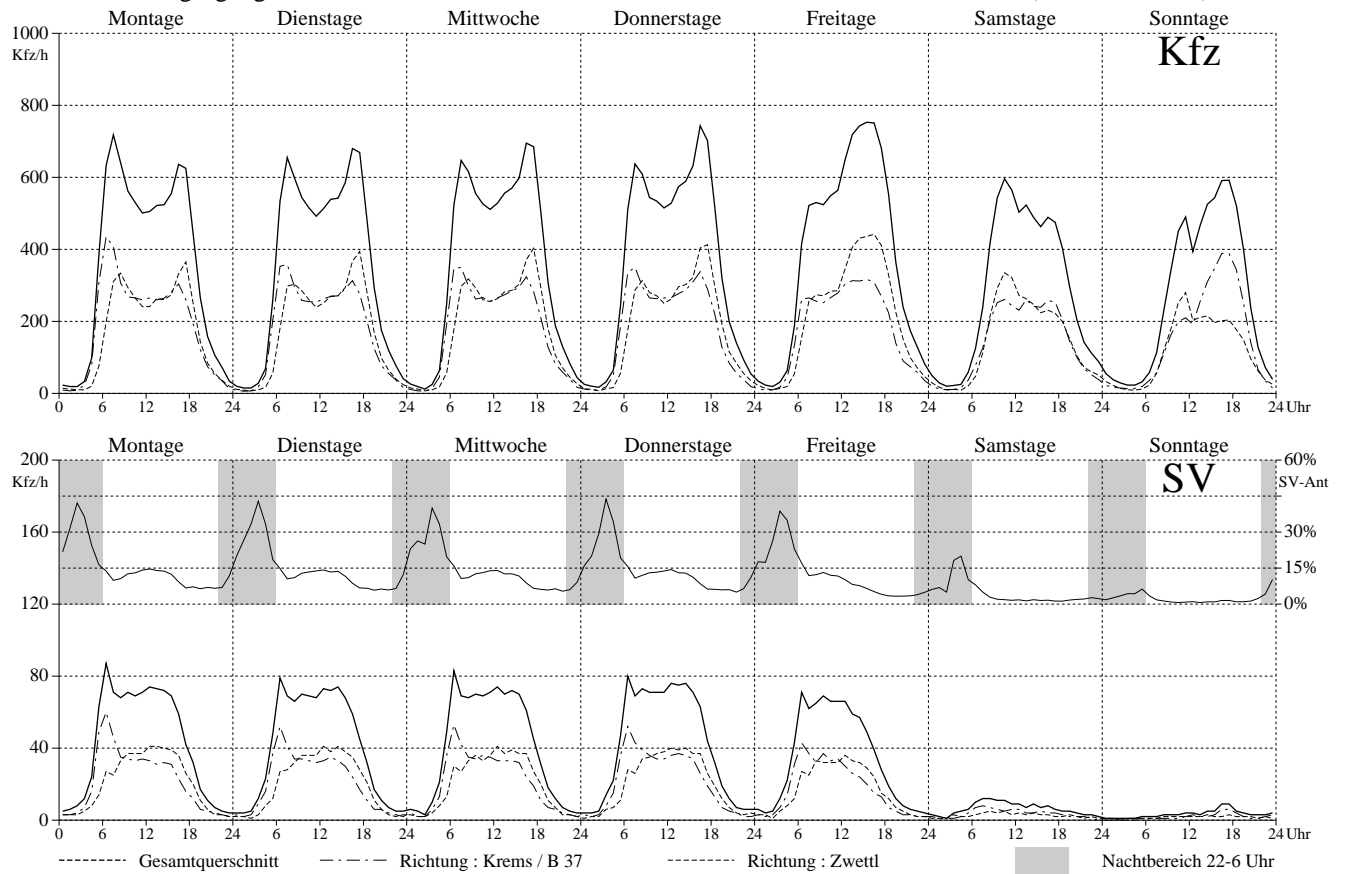 Montage Dienstage Mittwoche Donnerstage Freitage Samstage Sonntage
1000
Kfz/h
Kfz
800
600
400
200
0
0 6 12 18 24 6 12 18 24 6 12 18 24 6 12 18 24 6 12 18 24 6 12 18 24 6 12 18 24 Uhr
Montage Dienstage Mittwoche Donnerstage Freitage Samstage Sonntage
200 60%
Kfz/h SV SV-Ant
160 30%
15%
120 0%
80
40
0
0 6 12 18 24 6 12 18 24 6 12 18 24 6 12 18 24 6 12 18 24 6 12 18 24 6 12 18 24 Uhr
Gesamtquerschnitt Richtung : Krems / B 37 Richtung : Zwettl Nachtbereich 22-6 Uhr